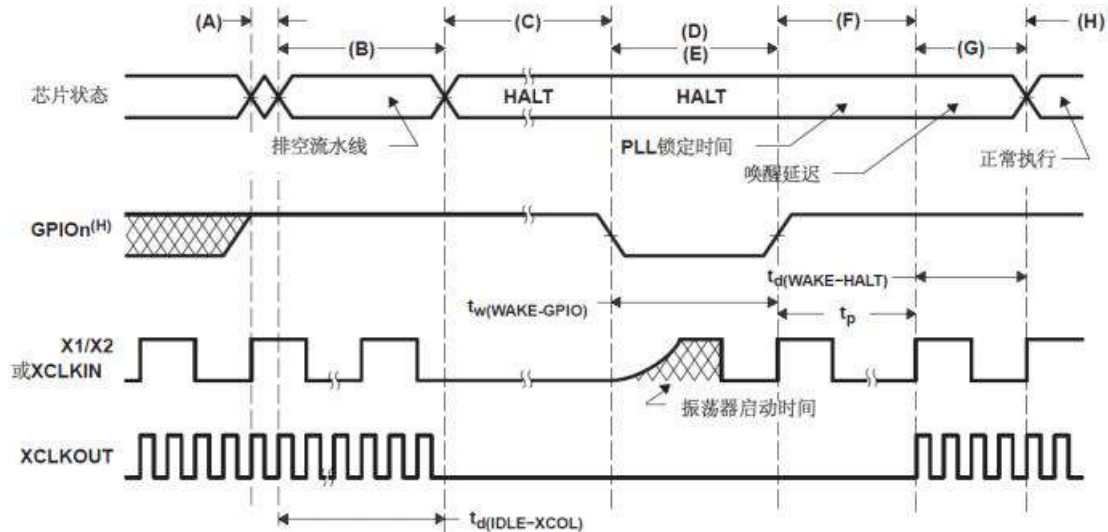 (A)
(B)
(C)
(D)
(E)
(F)
(G)
(H)
芯片状态
HALT
HALT
排空流水线
PLL锁定时间
唤醒延迟
正常执行
GPIOn(H)
td(WAKE-HALT)
tw(WAKE-GPIO)
tp
X1/X2
或XCLKIN
振荡器启动时间
XCLKOUT
td(IDLE-XCOL)